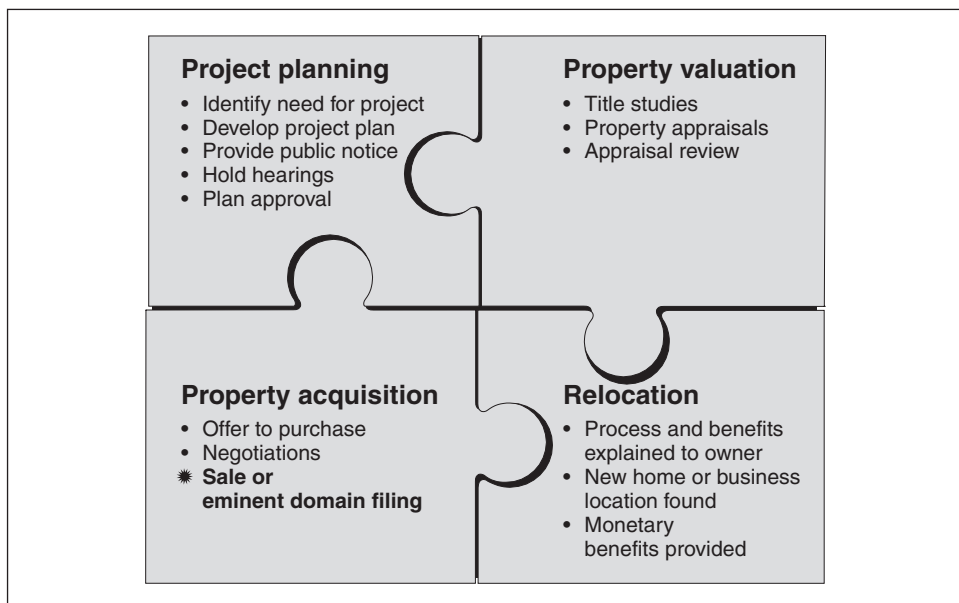 Project planning
• Identify need for project
• Develop project plan
• Provide public notice
• Hold hearings
• Plan approval
Property valuation
• Title studies
• Property appraisals
• Appraisal review
Property acquisition
• Offer to purchase
• Negotiations
✹ Sale or
eminent domain filing
Relocation
• Process and benefits
explained to owner
• New home or business
location found
• Monetary
benefits provided